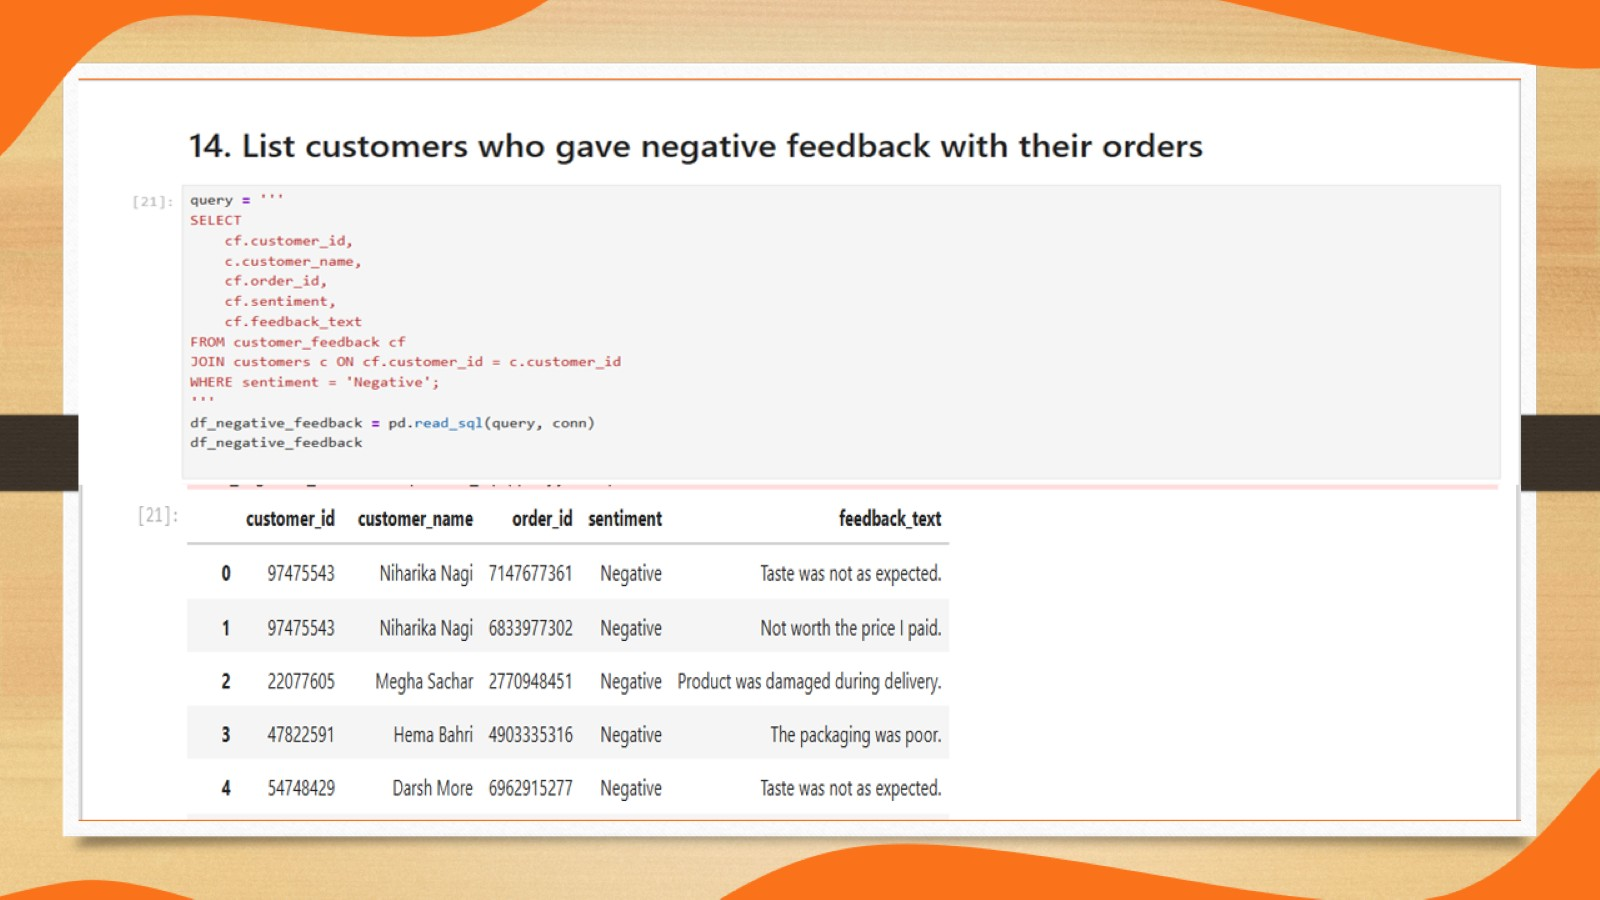 14. List customers who gave negative feedback with their orders
[21]: query = '''
SELECT
cf.customer_id,
c.customer_name,
cf.order_id,
cf.sentiment,
cf.feedback_text
FROM customer_feedback cf
JOIN customers c ON cf.customer_id = c.customer_id
WHERE sentiment = 'Negative';
'''
df_negative_feedback = pd.read_sql(query, conn)
df_negative_feedback
[21]: customer_id customer_name order_id sentiment feedback_text
0 97475543 Niharika Nagi 7147677361 Negative Taste was not as expected.
1 97475543 Niharika Nagi 6833977302 Negative Not worth the price I paid.
2 22077605 Megha Sachar 2770948451 Negative Product was damaged during delivery.
3 47822591 Hema Bahri 4903335316 Negative The packaging was poor.
4 54748429 Darsh More 6962915277 Negative Taste was not as expected.